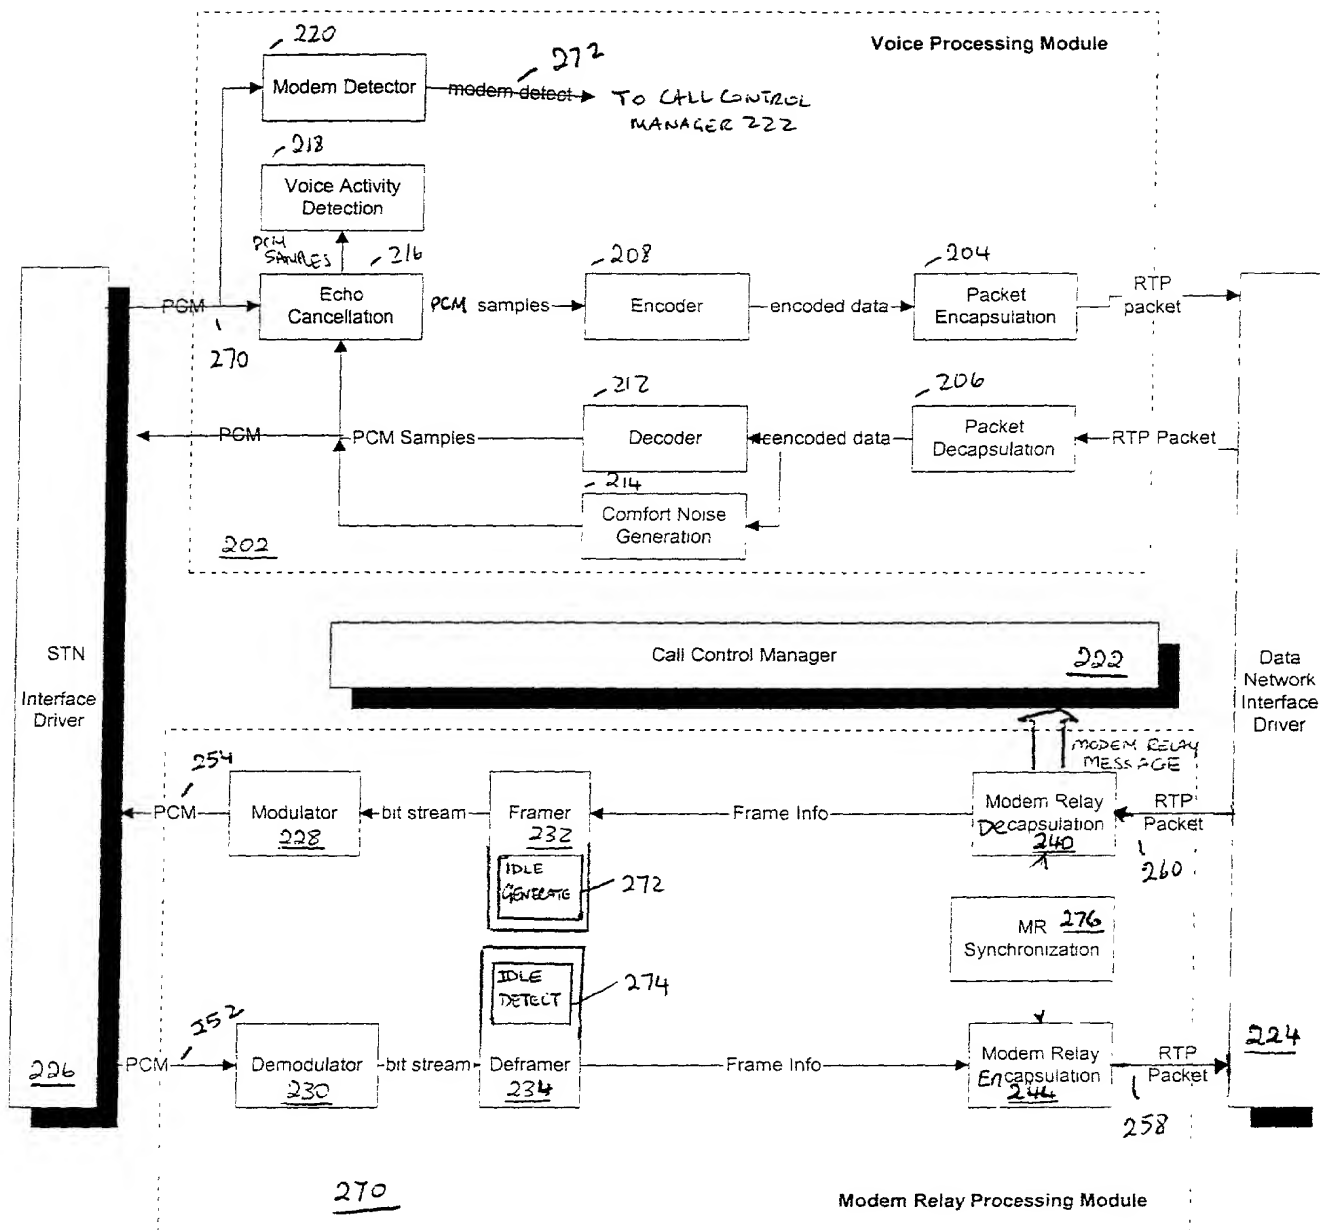 220
Modem Detector
modem detect
272
TO CALL CONTROL
MANAGER 222
Voice Processing Module
218
Voice Activity
Detection
PCM
SAMPLES
216
PCM
270
Echo
Cancellation
PCM samples
208
Encoder
encoded data
204
Packet
Encapsulation
RTP
packet
PCM
PCM Samples
212
Decoder
encoded data
206
Packet
Decapsulation
RTP Packet
214
Comfort Noise
Generation
202
STN
Interface
Driver
226
Call Control Manager
222
Data
Network
Interface
Driver
224
MODEM RELAY
MESSAGE
254
PCM
Modulator
228
bit stream
Framer
232
IDLE
GENERATE
272
Frame Info
Modem Relay
Decapsulation
240
RTP
Packet
260
MR 276
Synchronization
IDLE
DETECT
274
252
PCM
Demodulator
230
bit stream
Deframer
234
Frame Info
Modem Relay
Encapsulation
244
RTP
Packet
258
270
Modem Relay Processing Module